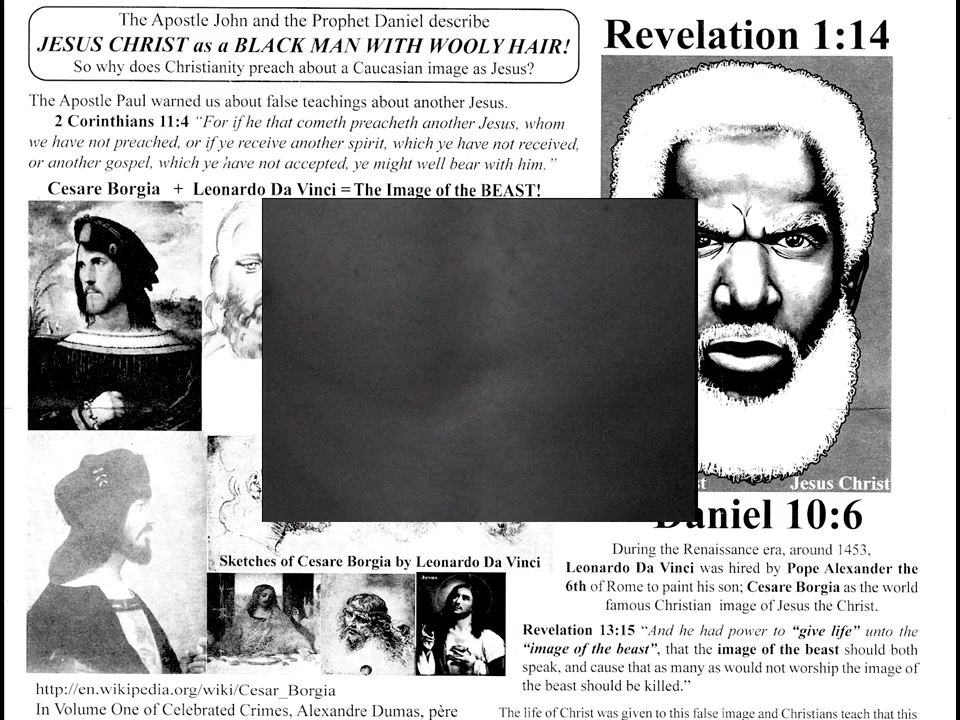 The Apostle John and the Prophet Daniel describe
JESUS CHRIST as a BLACK MAN WITH WOOLY HAIR!
So why does Christianity preach about a Caucasian image as Jesus?
The Apostle Paul warned us about false teachings about another Jesus.
2 Corinthians 11:4 “For if he that cometh preacheth another Jesus, whom
we have not preached, or if ye receive another spirit, which ye have not received,
or another gospel, which ye have not accepted, ye might well bear with him.”
Cesare Borgia + Leonardo Da Vinci = The Image of the BEAST!
Sketches of Cesare Borgia by Leonardo Da Vinci
Jesus
http://en.wikipedia.org/wiki/Cesar_Borgia
In Volume One of Celebrated Crimes, Alexandre Dumas, père
Revelation 1:14
Jesus Christ
Daniel 10:6
During the Renaissance era, around 1453,
Leonardo Da Vinci was hired by Pope Alexander the
6th of Rome to paint his son; Cesare Borgia as the world
famous Christian image of Jesus the Christ.
Revelation 13:15 “And he had power to “give life” unto the
“image of the beast”, that the image of the beast should both
speak, and cause that as many as would not worship the image of
the beast should be killed.”
The life of Christ was given to this false image and Christians teach that this